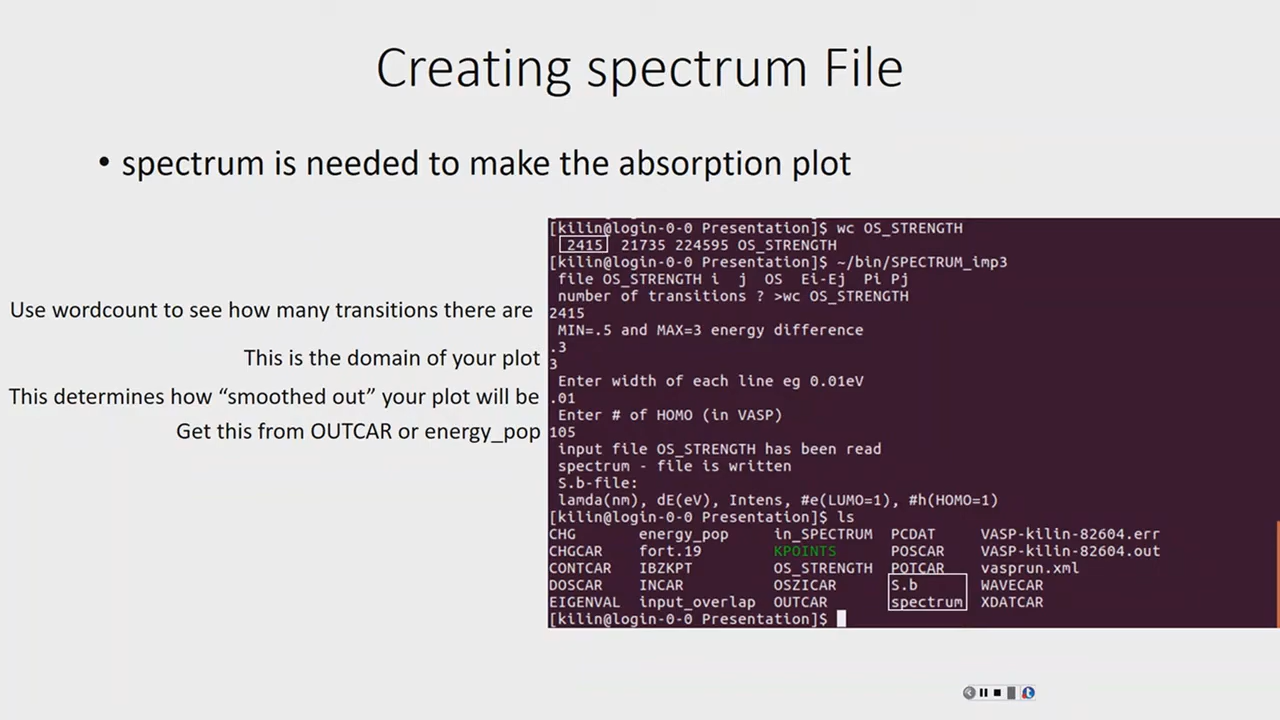 Creating spectrum File
• spectrum is needed to make the absorption plot
Use wordcount to see how many transitions there are
This is the domain of your plot
This determines how “smoothed out” your plot will be
Get this from OUTCAR or energy_pop
[kilin@login-0-0 Presentation]$ wc OS_STRENGTH
2415 21735 224595 OS_STRENGTH
[kilin@login-0-0 Presentation]$ ~/bin/SPECTRUM_imp3
file OS_STRENGTH i j OS Ei-Ej Pi Pj
number of transitions ? >wc OS_STRENGTH
2415
MIN=.5 and MAX=3 energy difference
.3
3
Enter width of each line eg 0.01eV
.01
Enter # of HOMO (in VASP)
105
input file OS_STRENGTH has been read
spectrum - file is written
S.b-file:
lamda(nm), dE(eV), Intens, #e(LUMO=1), #h(HOMO=1)
[kilin@login-0-0 Presentation]$ ls
CHG energy_pop in_SPECTRUM PCDAT VASP-kilin-82604.err
CHGCAR fort.19 KPOINTS POSCAR VASP-kilin-82604.out
CONTCAR IBZKPT OS_STRENGTH POTCAR vasprun.xml
DOSCAR INCAR OSZICAR S.b WAVECAR
EIGENVAL input_overlap OUTCAR spectrum XDATCAR
[kilin@login-0-0 Presentation]$